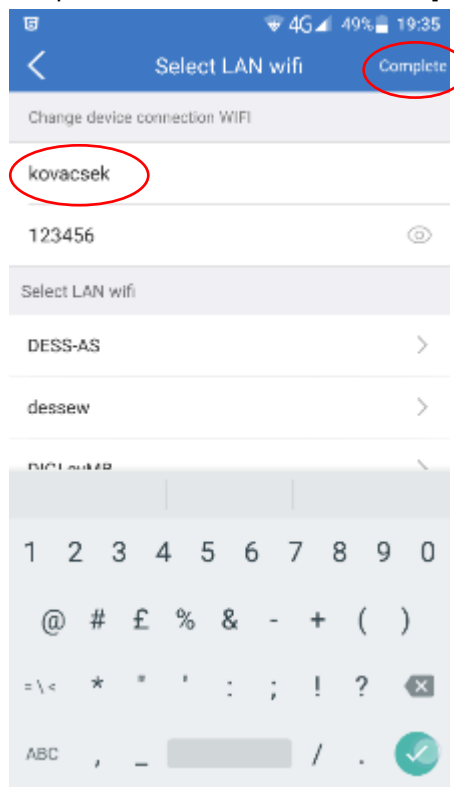 4G 49% 19:35
Select LAN wifi Complete
Change device connection WIFI
kovacsek
123456
Select LAN wifi
DESS-AS
dessew
1 2 3 4 5 6 7 8 9 0
@ # £ % & - + ( )
= \ < * " ' : ; ! ?
ABC , _ / .